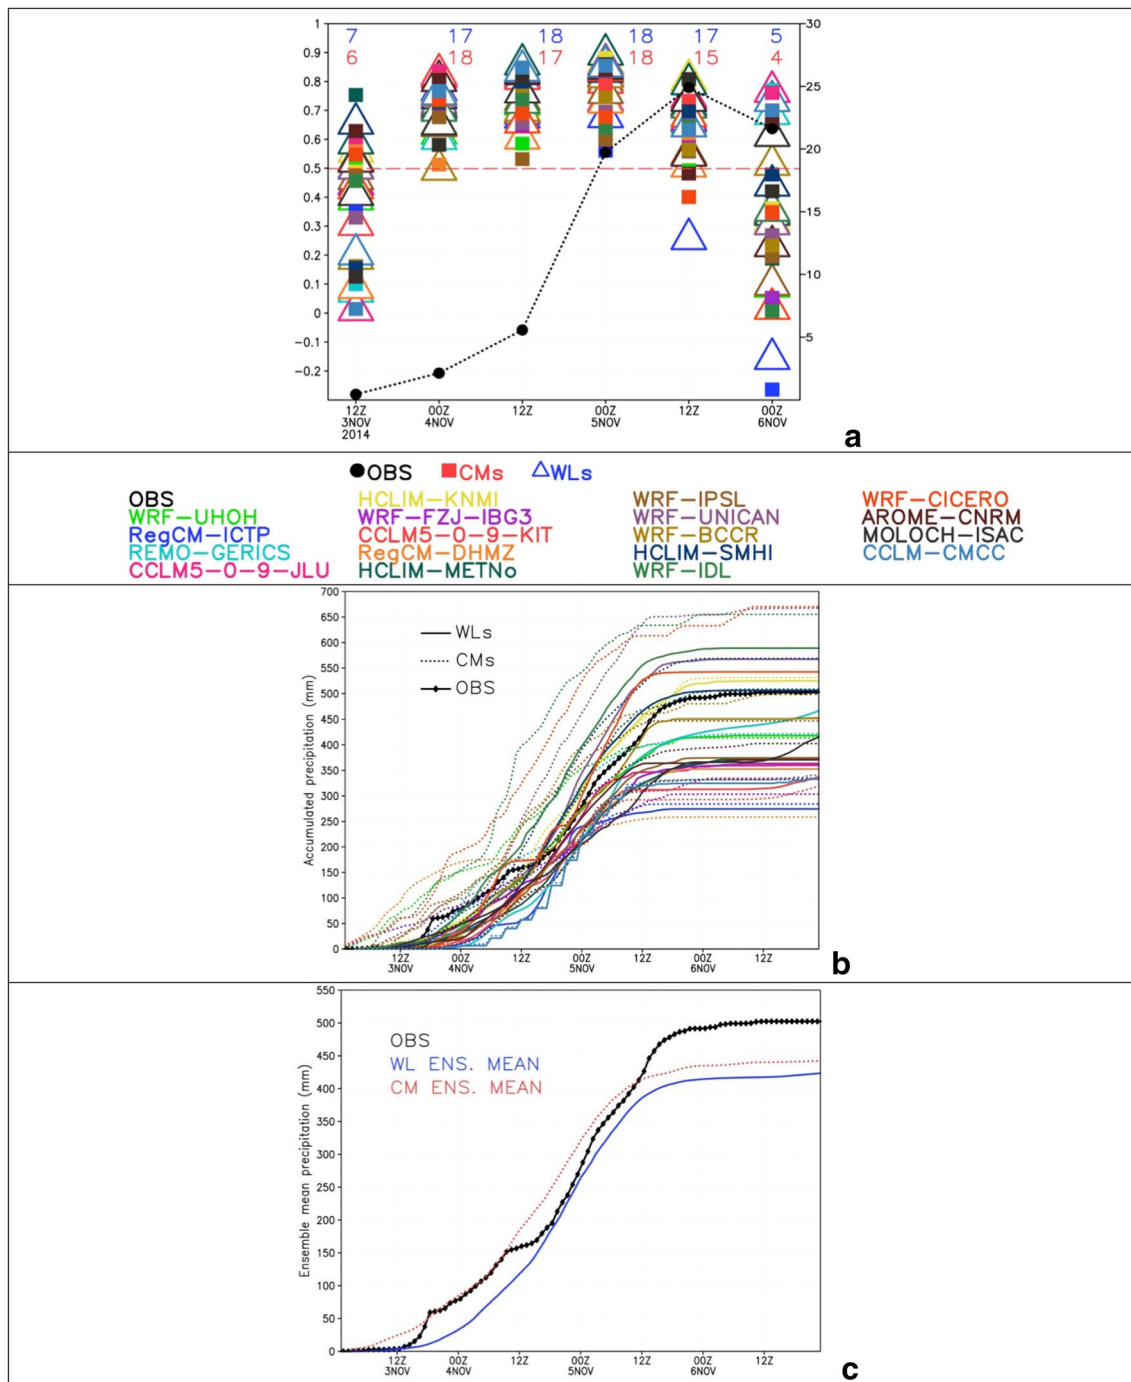 1
0.9
0.8
0.7
0.6
0.5
0.4
0.3
0.2
0.1
0
−0.1
−0.2
7 17 18 18 17 5
6 18 17 18 15 4
30
25
20
15
10
5
12Z 00Z 12Z 00Z 12Z 00Z
3NOV 4NOV 5NOV 6NOV
2014
a
OBS CMs WLs
OBS HCLIM−KNMI WRF−IPSL WRF−CICERO
WRF−UHOH WRF−FZJ−IBG3 WRF−UNICAN AROME−CNRM
RegCM−ICTP CCLM5−0−9−KIT WRF−BCCR MOLOCH−ISAC
REMO−GERICS RegCM−DHMZ HCLIM−SMHI CCLM−CMCC
CCLM5−0−9−JLU HCLIM−METNo WRF−IDL
Accumulated precipitation (mm)
700
650
600
550
500
450
400
350
300
250
200
150
100
50
0
WLs
CMs
OBS
12Z 00Z 12Z 00Z 12Z 00Z 12Z
3NOV 4NOV 5NOV 6NOV
b
Ensemble mean precipitation (mm)
550
500
450
400
350
300
250
200
150
100
50
0
OBS
WL ENS. MEAN
CM ENS. MEAN
12Z 00Z 12Z 00Z 12Z 00Z 12Z
3NOV 4NOV 5NOV 6NOV
c